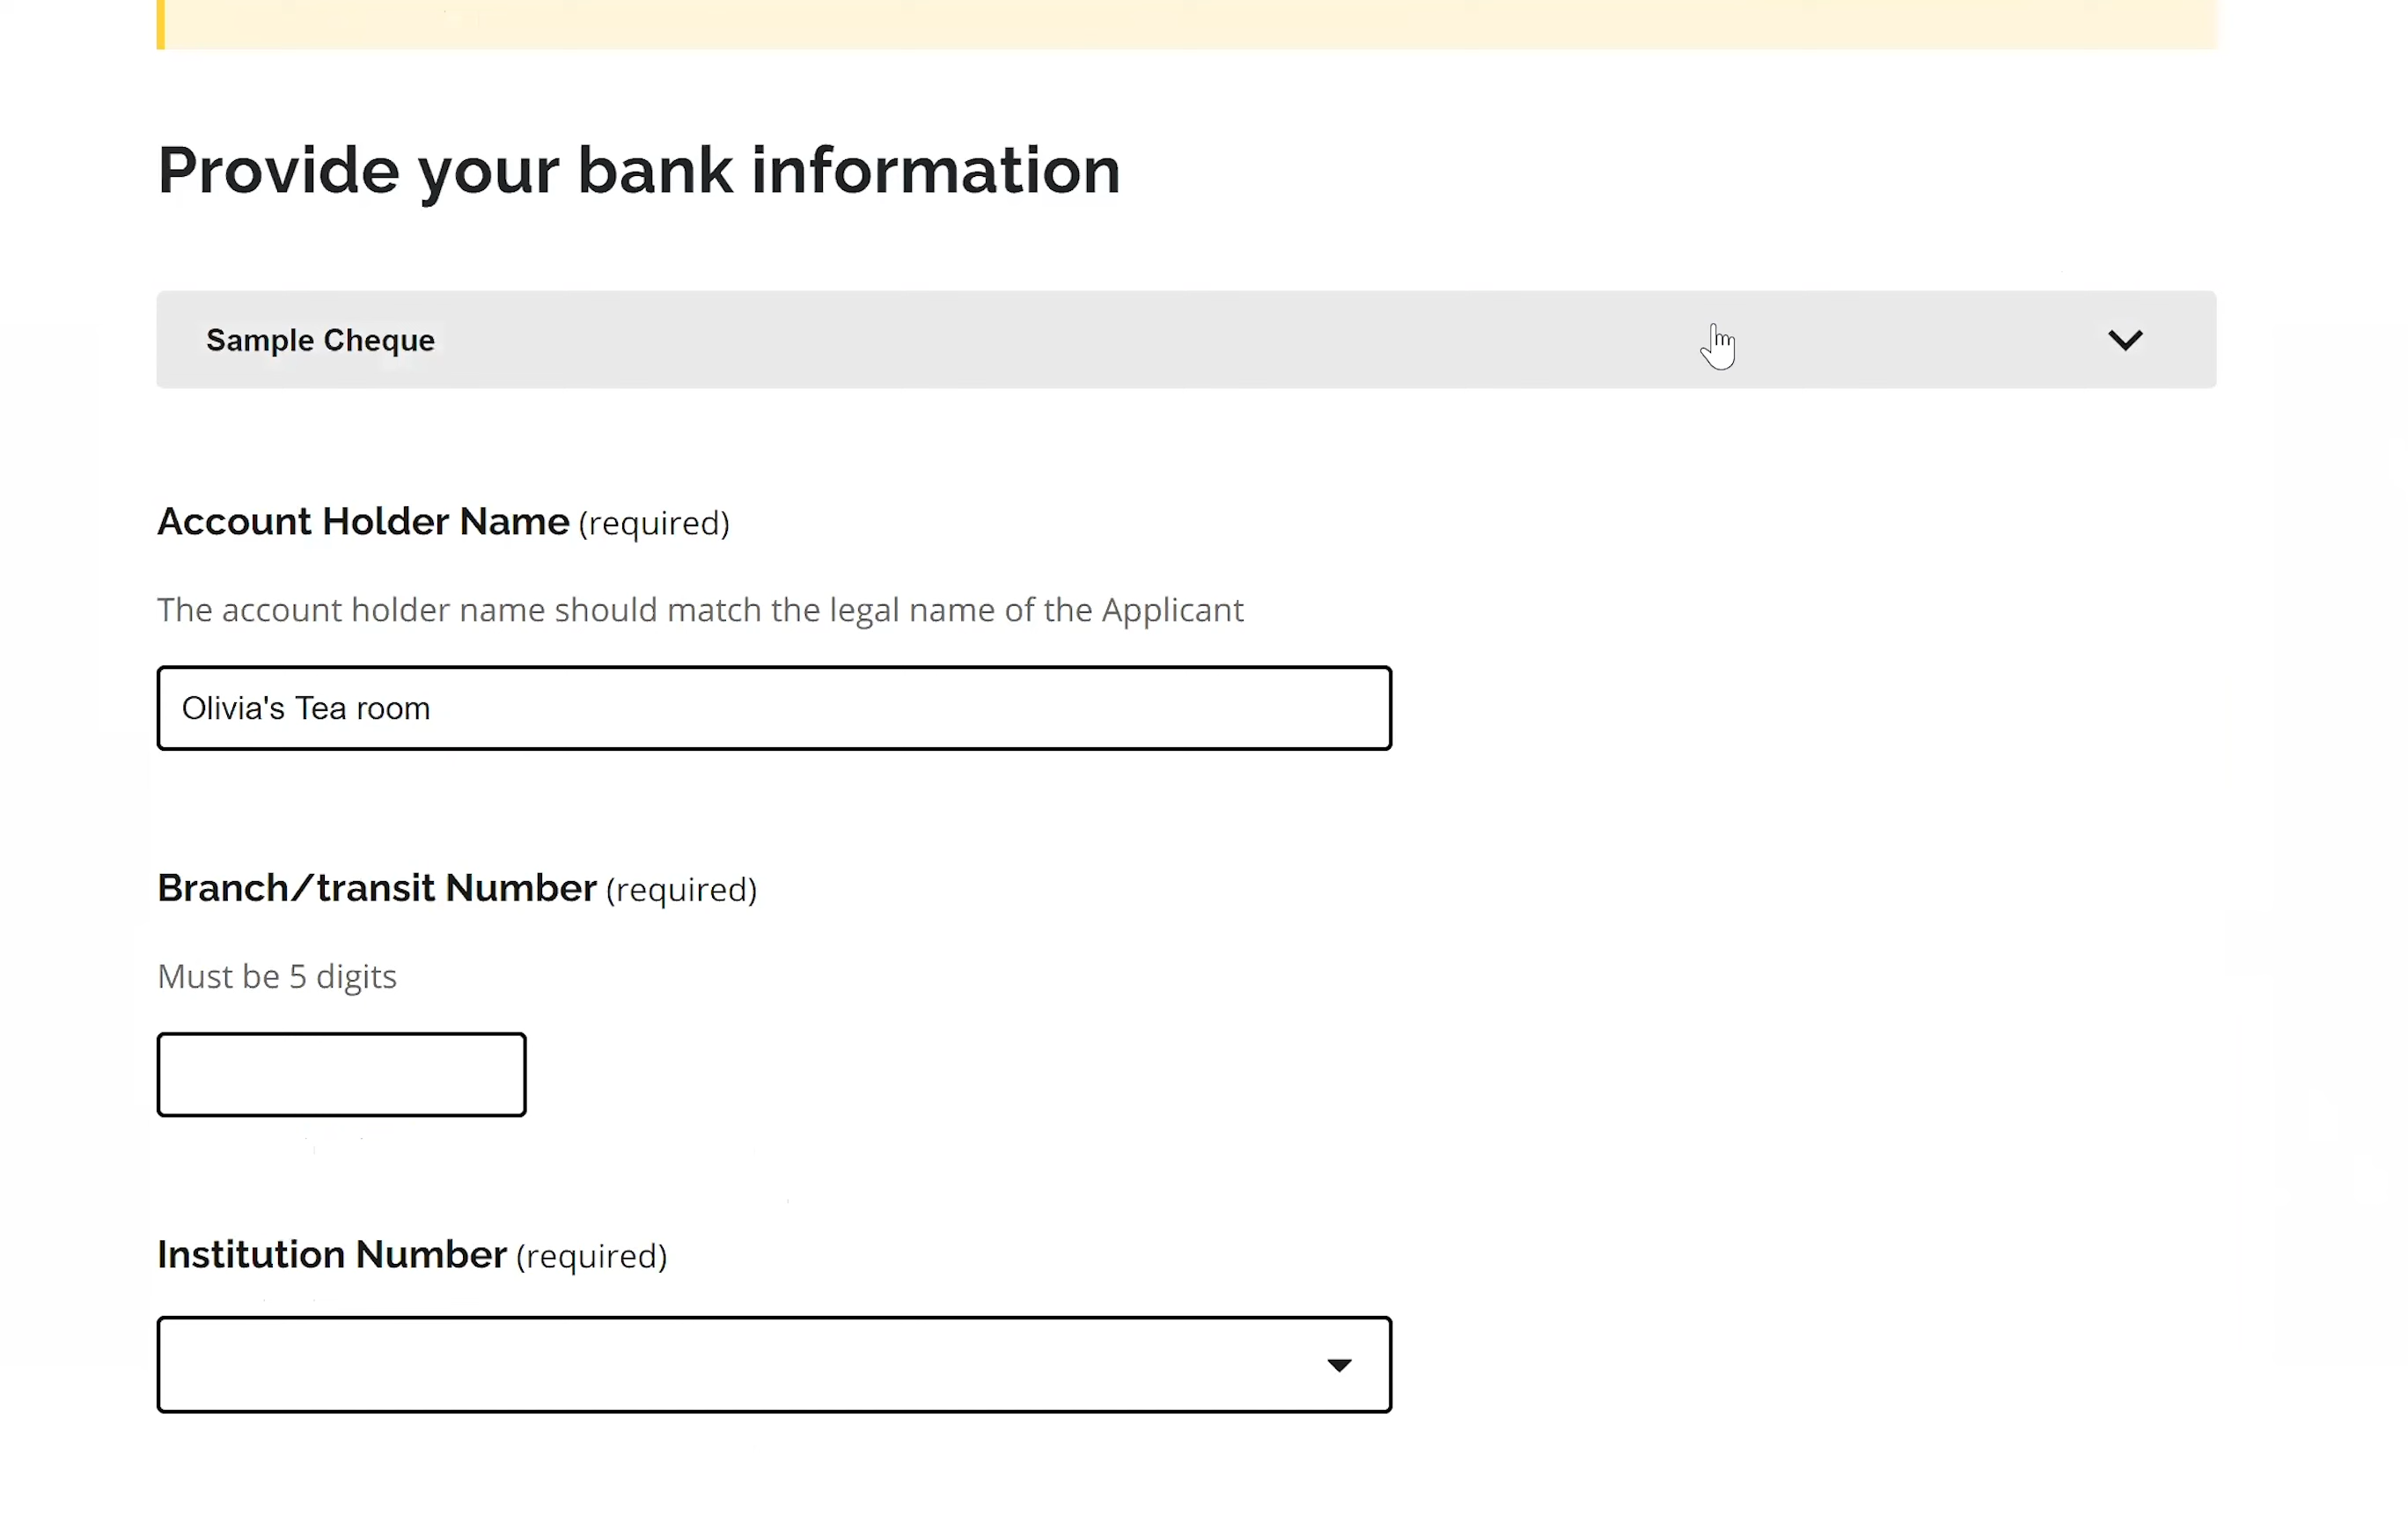 Provide your bank information
Sample Cheque
Account Holder Name (required)
The account holder name should match the legal name of the Applicant
Olivia's Tea room
Branch/transit Number (required)
Must be 5 digits
Institution Number (required)